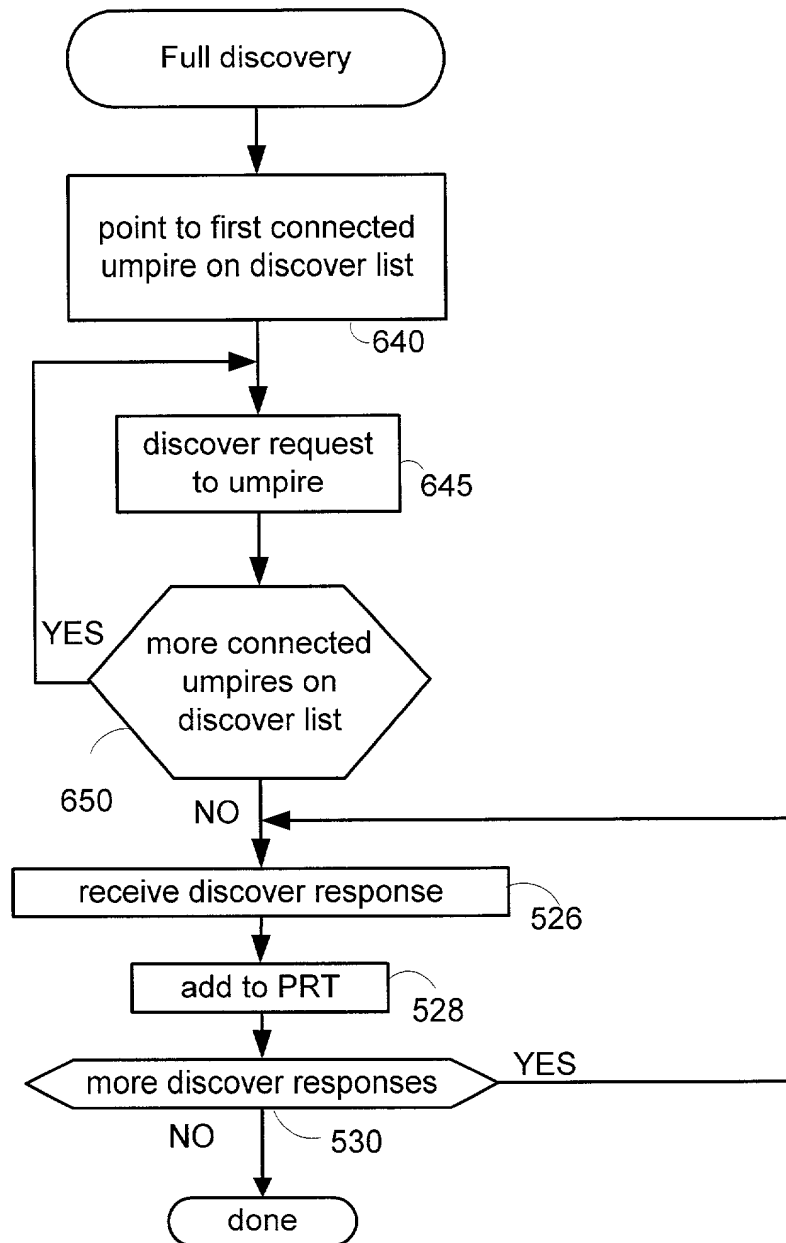 Full discovery
point to first connected
umpire on discover list
640
discover request
to umpire
645
YES
more connected
umpires on
discover list
650
NO
receive discover response
526
add to PRT
528
more discover responses
YES
530
NO
done